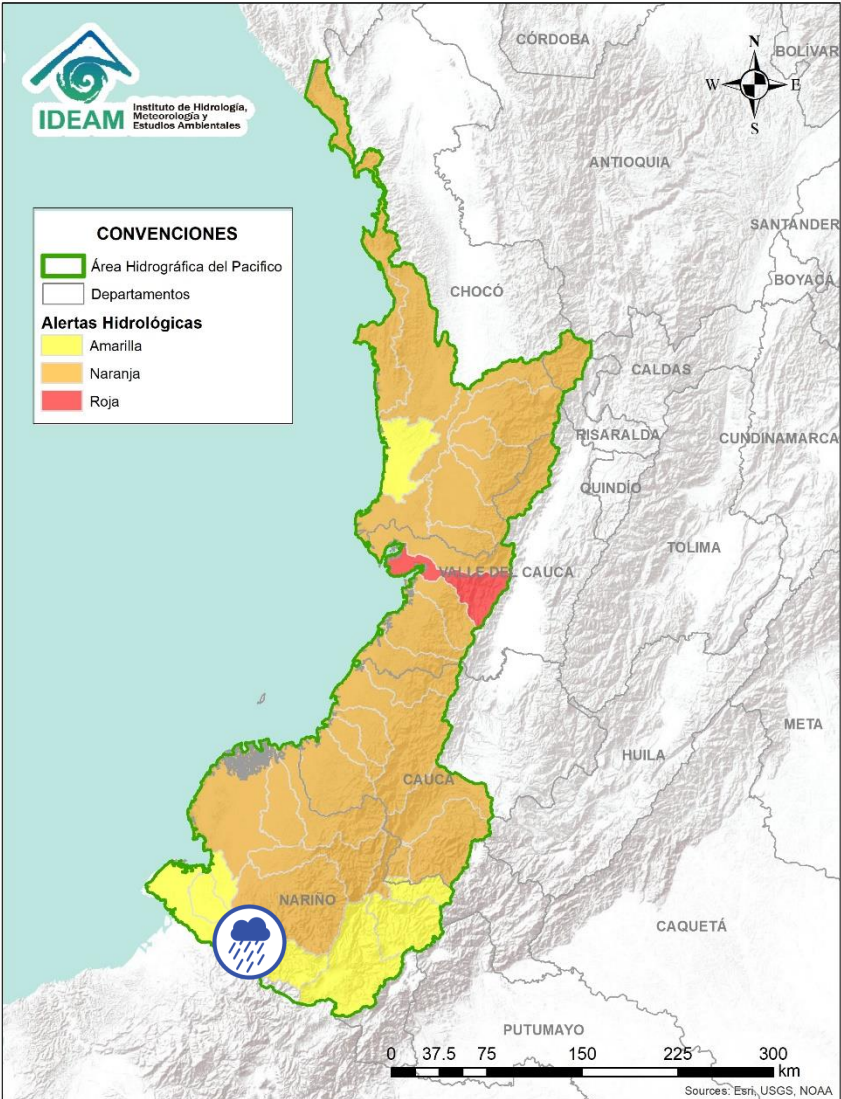 IDEAM
Instituto de Hidrología,
Meteorología y
Estudios Ambientales
CÓRDOBA
N
BOLÍVAR
W
E
S
ANTIOQUIA
SANTANDER
CONVENCIONES
Área Hidrográfica del Pacifico
Departamentos
Alertas Hidrológicas
Amarilla
Naranja
Roja
BOYACÁ
CHOCÓ
CALDAS
RISARALDA
CUNDINAMARCA
QUINDÍO
TOLIMA
VALLE DEL CAUCA
META
HUILA
CAUCA
NARIÑO
CAQUETÁ
PUTUMAYO
0 37.5 75 150 225 300
km
Sources: Esri, USGS, NOAA